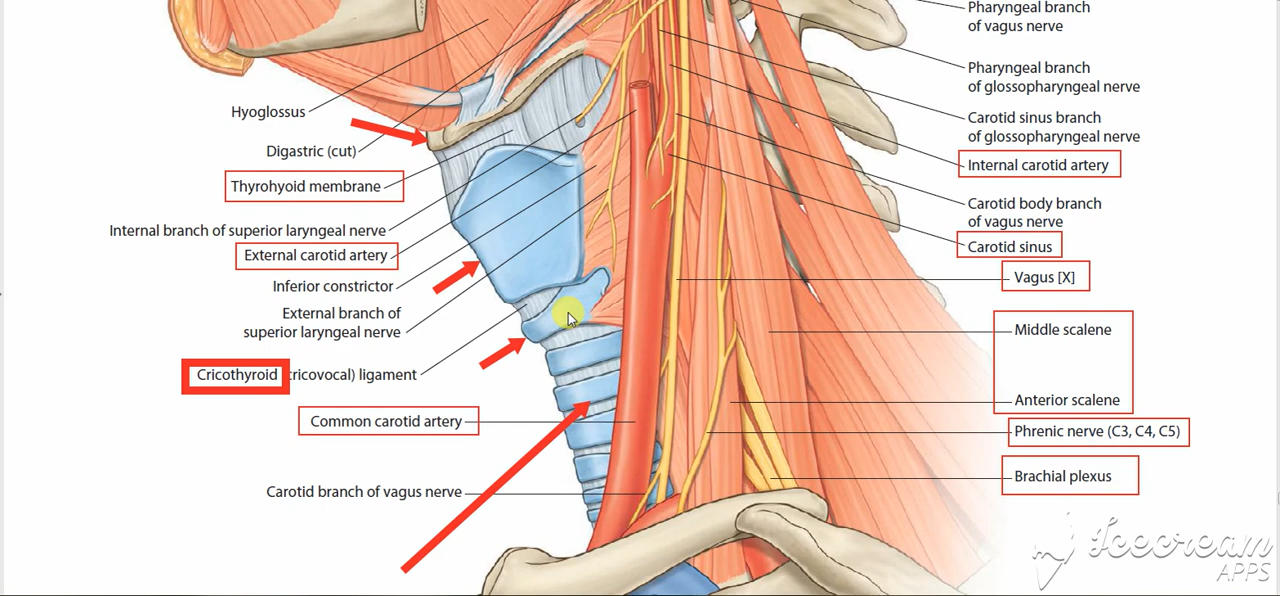 Hyoglossus
Digastric (cut)
Thyrohyoid membrane
Internal branch of superior laryngeal nerve
External carotid artery
Inferior constrictor
External branch of
superior laryngeal nerve
Cricothyroid cricovocal) ligament
Common carotid artery
Carotid branch of vagus nerve
Pharyngeal branch
of vagus nerve
Pharyngeal branch
of glossopharyngeal nerve
Carotid sinus branch
of glossopharyngeal nerve
Internal carotid artery
Carotid body branch
of vagus nerve
Carotid sinus
Vagus [X]
Middle scalene
Anterior scalene
Phrenic nerve (C3, C4, C5)
Brachial plexus
Icecream
APPS